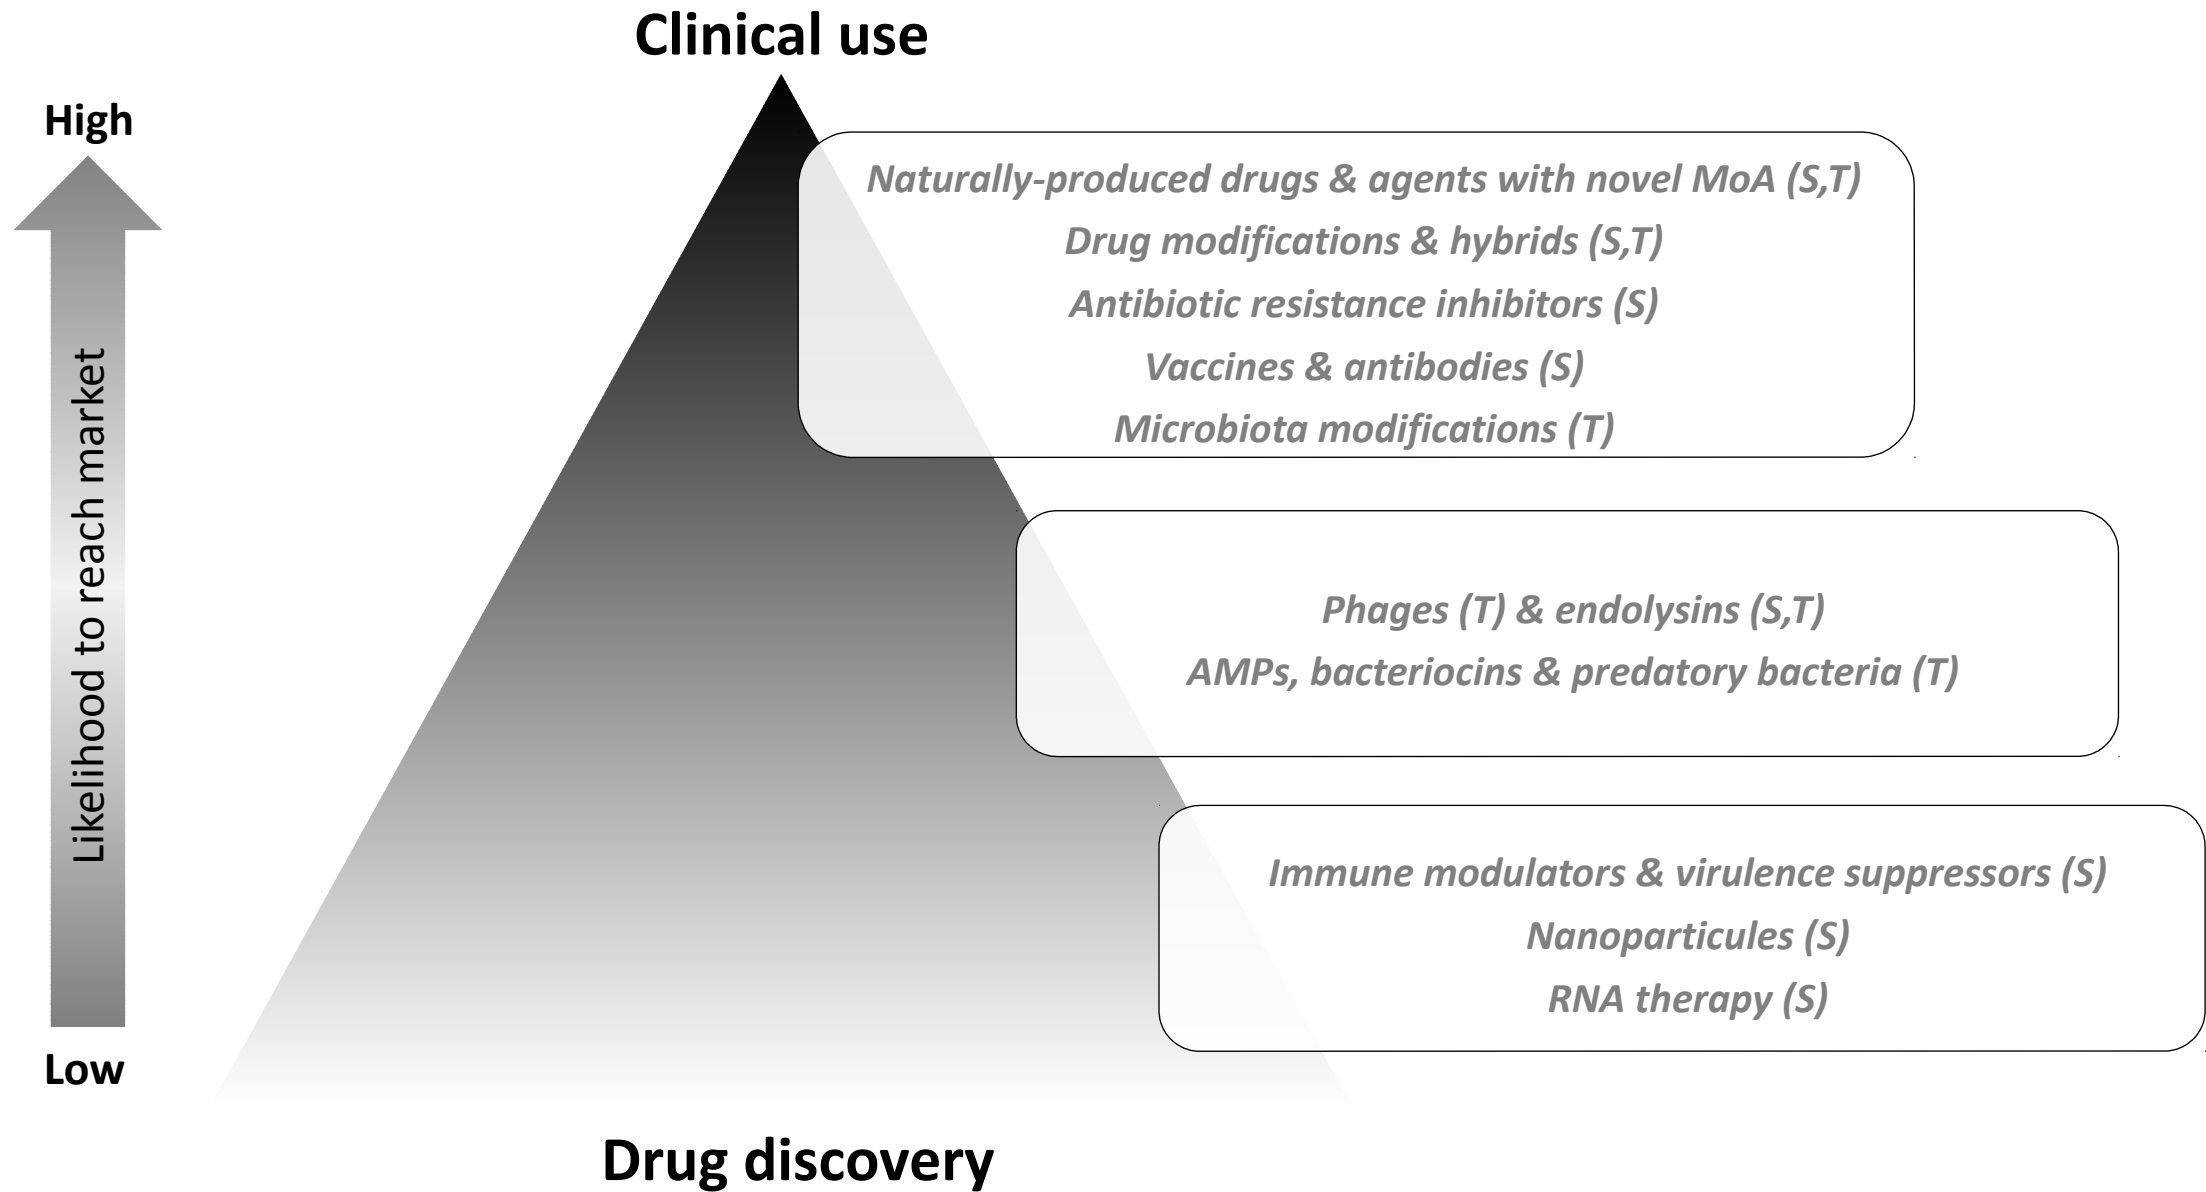 Clinical use
High
Naturally-produced drugs & agents with novel MoA (S,T)
Drug modifications & hybrids (S,T)
Antibiotic resistance inhibitors (S)
Vaccines & antibodies (S)
Microbiota modifications (T)
Likelihood to reach market
Phages (T) & endolysins (S,T)
AMPs, bacteriocins & predatory bacteria (T)
Immune modulators & virulence suppressors (S)
Nanoparticules (S)
RNA therapy (S)
Low
Drug discovery